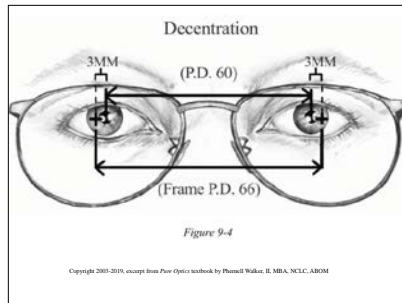 Decentration
3MM 3MM
(P.D. 60)
(Frame P.D. 66)
Figure 9-4
Copyright 2003-2019, excerpt from Pure Optics textbook by Phernell Walker, II, MBA, NCLC, ABOM